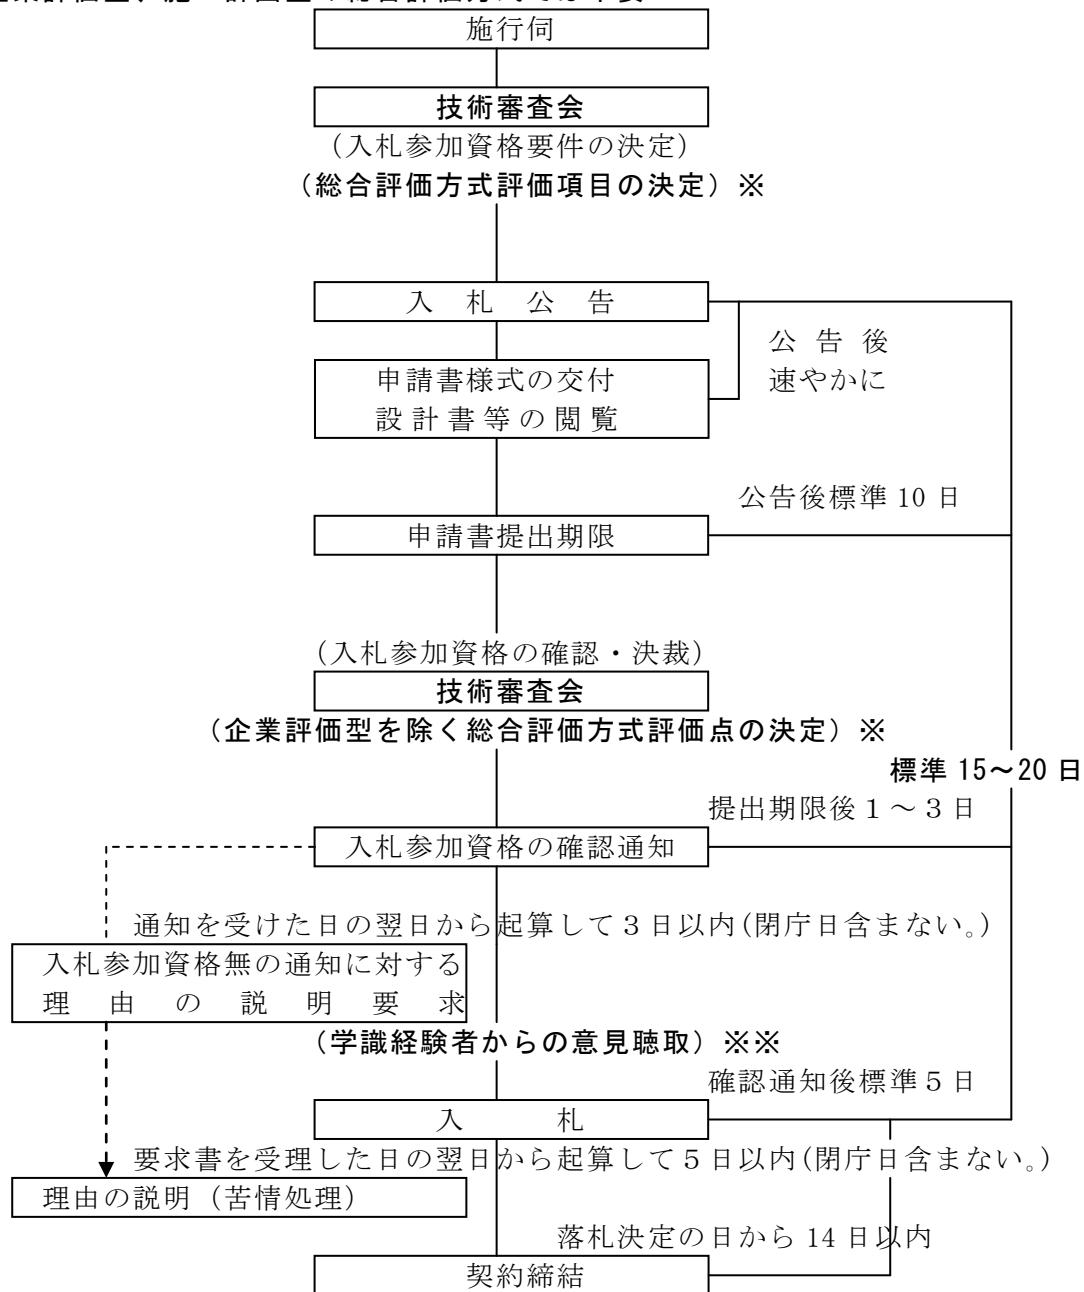 施行伺
技術審査会
（入札参加資格要件の決定）
（総合評価方式評価項目の決定）※
入　札　公　告
公 告 後
速やかに
申請書様式の交付
設計書等の閲覧
公告後標準 10 日
申請書提出期限
（入札参加資格の確認・決裁）
技術審査会
（企業評価型を除く総合評価方式評価点の決定）※
標準 15～20 日
提出期限後１～３日
入札参加資格の確認通知
通知を受けた日の翌日から起算して３日以内(閉庁日含まない。)
入札参加資格無の通知に対する
理　由　の　説　明　要　求
（学識経験者からの意見聴取）※※
確認通知後標準５日
入　　　札
要求書を受理した日の翌日から起算して５日以内(閉庁日含まない。)
理由の説明（苦情処理）
落札決定の日から 14 日以内
契約締結